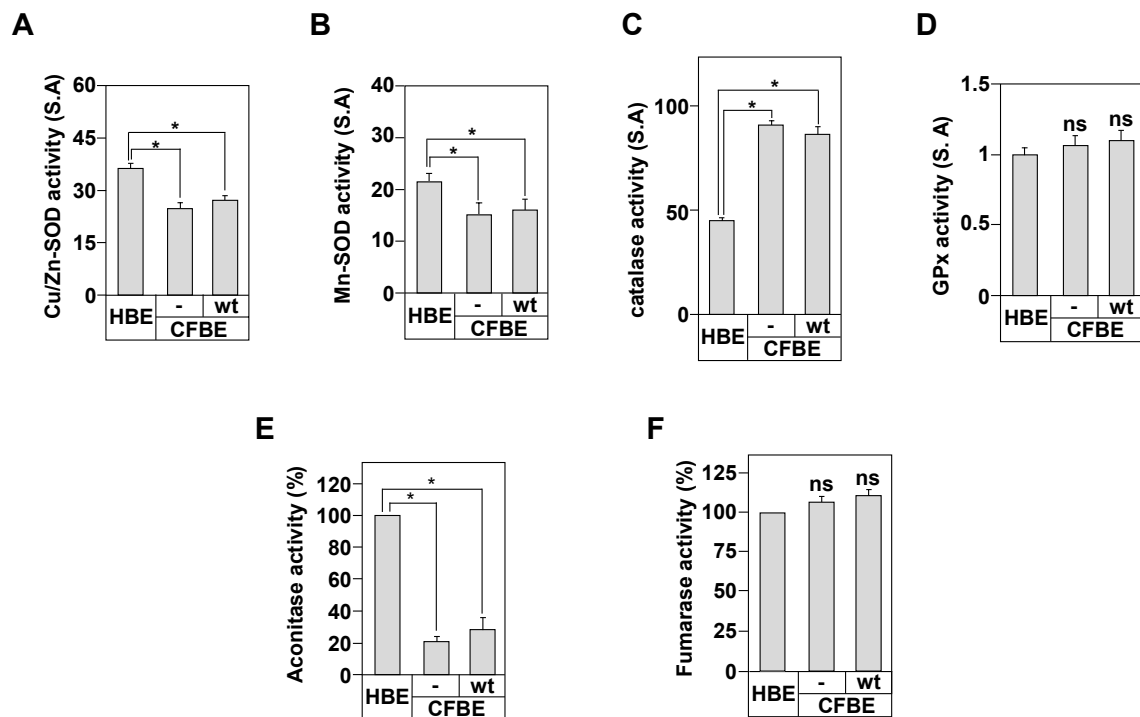 A
Cu/Zn-SOD activity (S.A)
60
45
30
15
0
*
*
HBE
-
wt
CFBE
B
Mn-SOD activity (S.A)
40
30
20
10
0
*
*
HBE
-
wt
CFBE
C
catalase activity (S.A)
100
50
0
*
*
HBE
-
wt
CFBE
D
GPx activity (S. A)
1.5
1
0.5
0
ns
ns
HBE
-
wt
CFBE
E
Aconitase activity (%)
120
100
80
60
40
20
0
*
*
HBE
-
wt
CFBE
F
Fumarase activity (%)
125
100
75
50
25
0
ns
ns
HBE
-
wt
CFBE